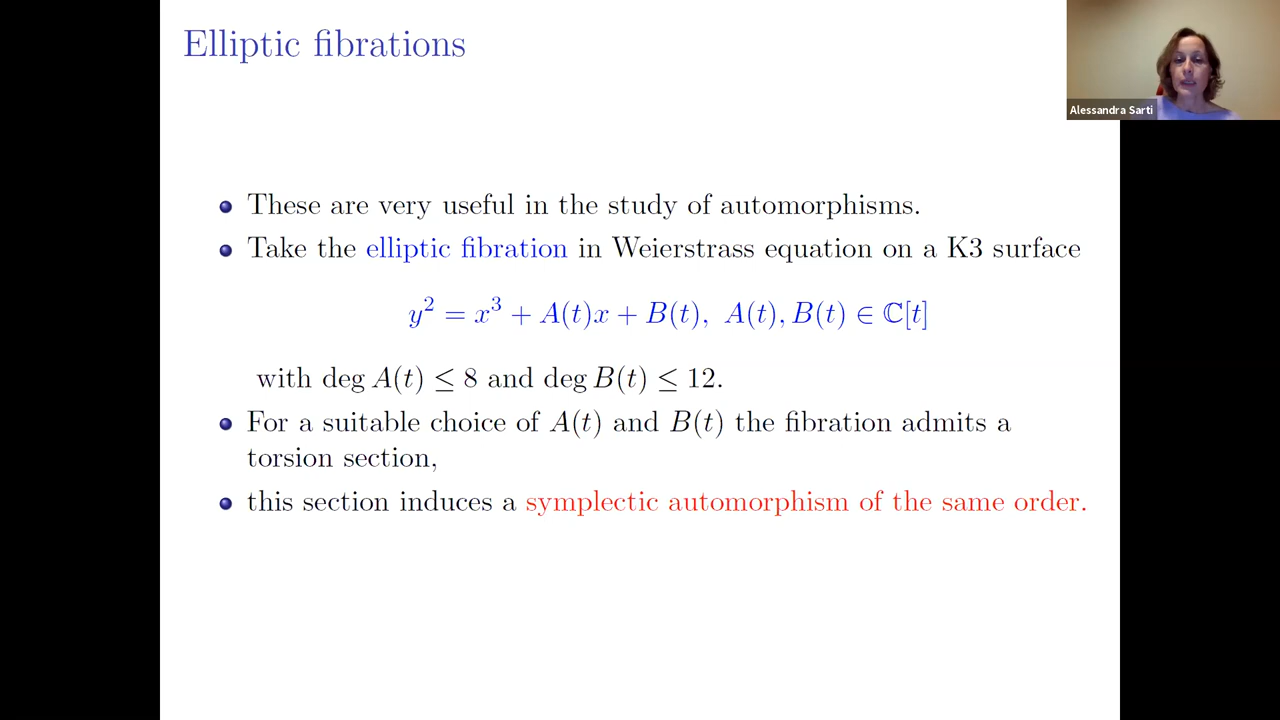 Elliptic fibrations
Alessandra Sarti
These are very useful in the study of automorphisms.
Take the elliptic fibration in Weierstrass equation on a K3 surface
y² = x³ + A(t)x + B(t), A(t), B(t) ∈ ℂ[t]
with deg A(t) ≤ 8 and deg B(t) ≤ 12.
For a suitable choice of A(t) and B(t) the fibration admits a
torsion section,
this section induces a symplectic automorphism of the same order.